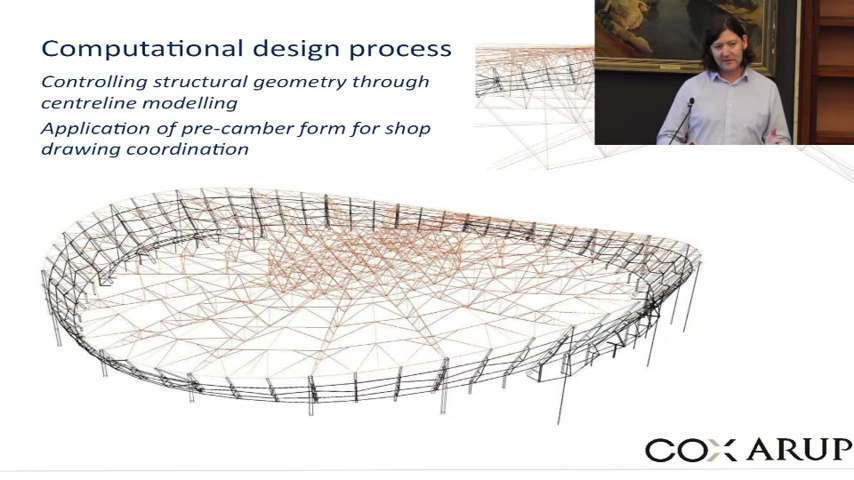 Computational design process
Controlling structural geometry through
centreline modelling
Application of pre-camber form for shop
drawing coordination
COX ARUP